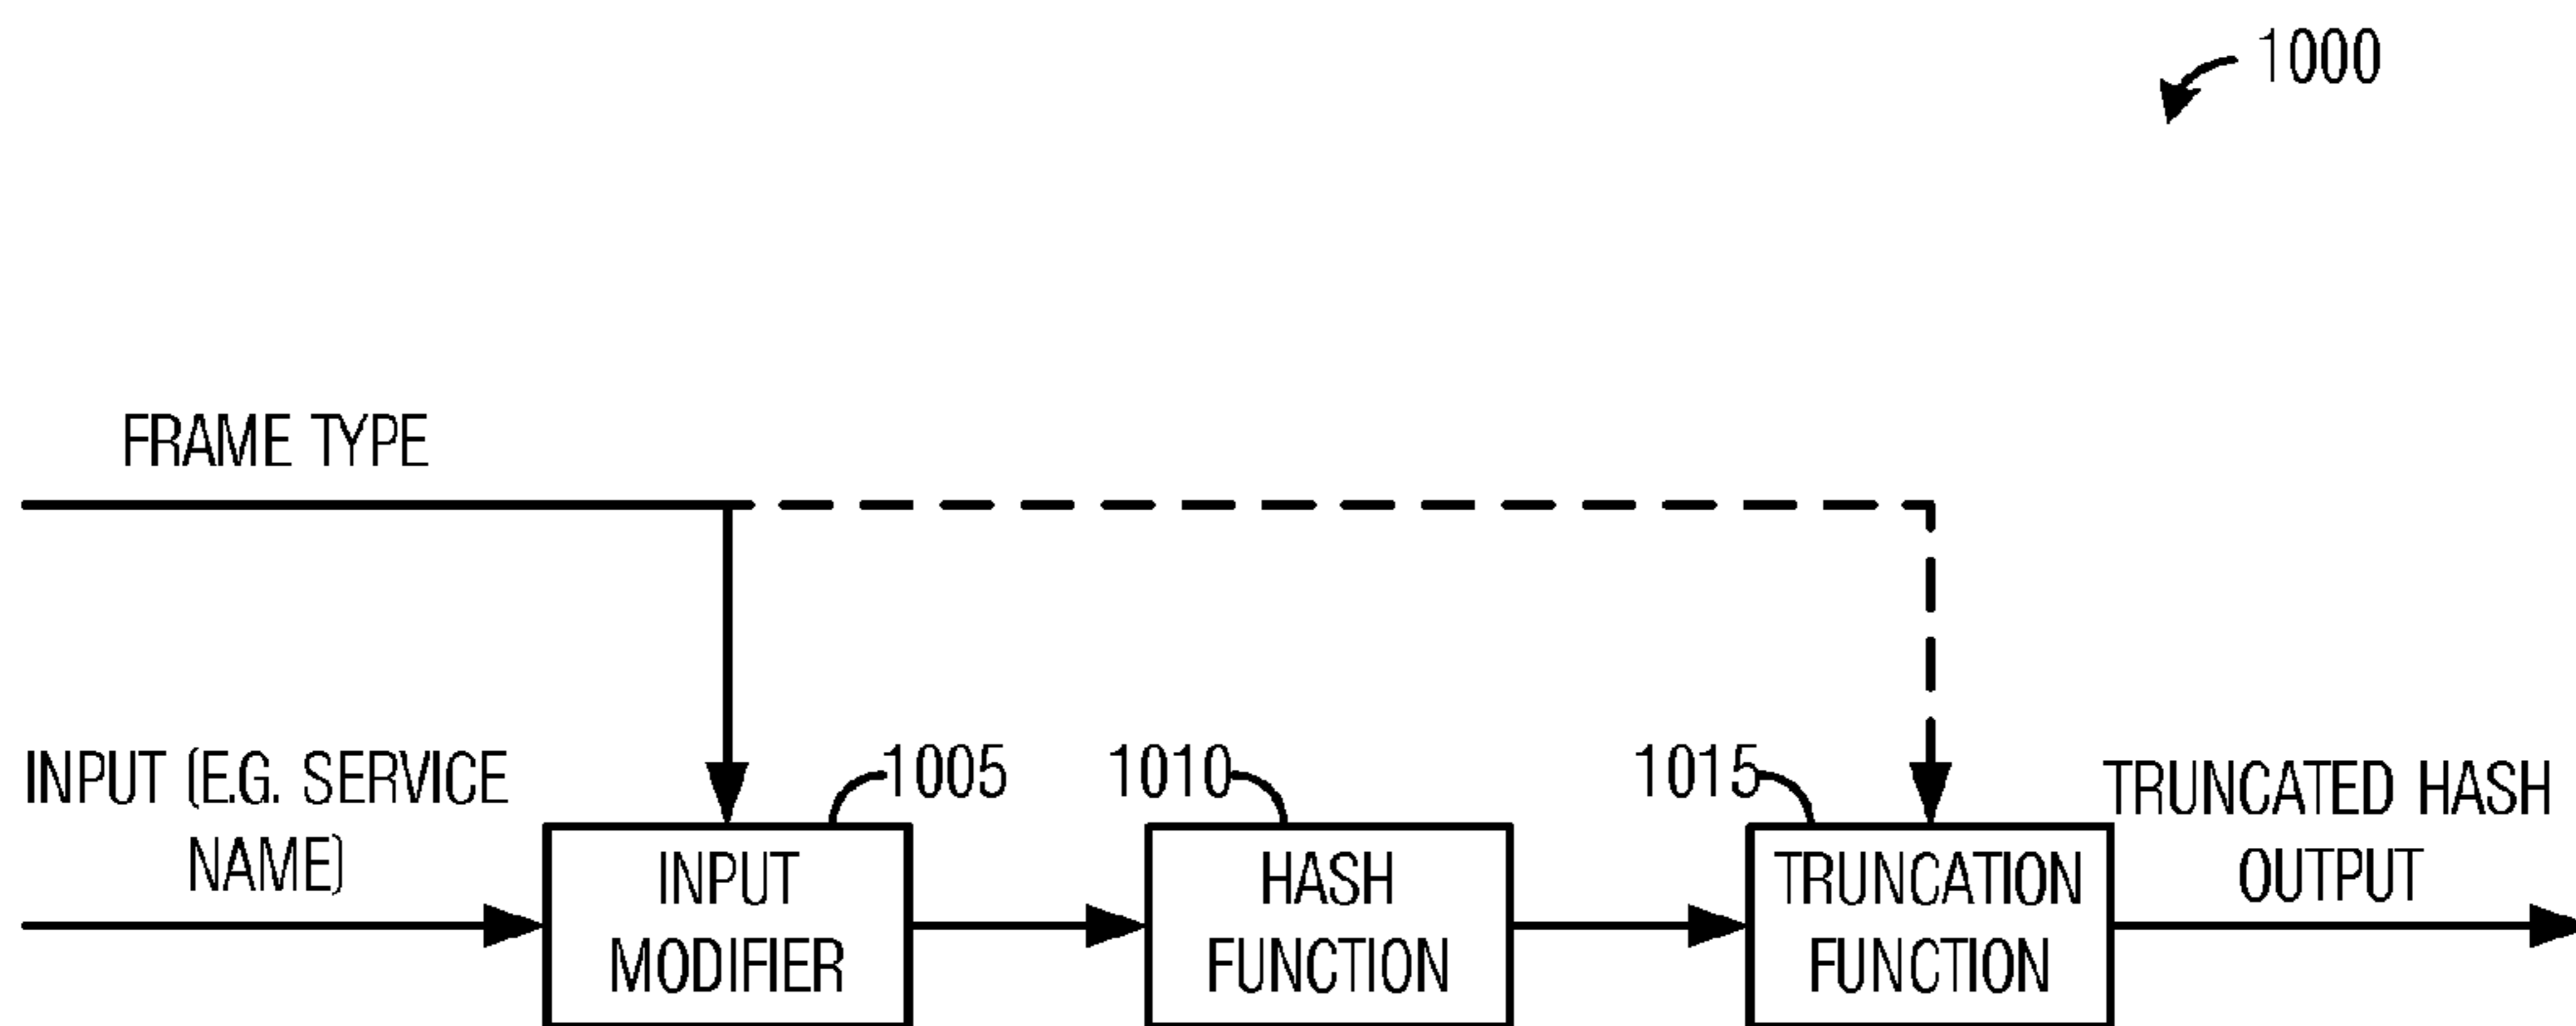 1000
FRAME TYPE
INPUT (E.G. SERVICE
NAME)
1005
1010
1015
TRUNCATED HASH
OUTPUT
INPUT
MODIFIER
HASH
FUNCTION
TRUNCATION
FUNCTION